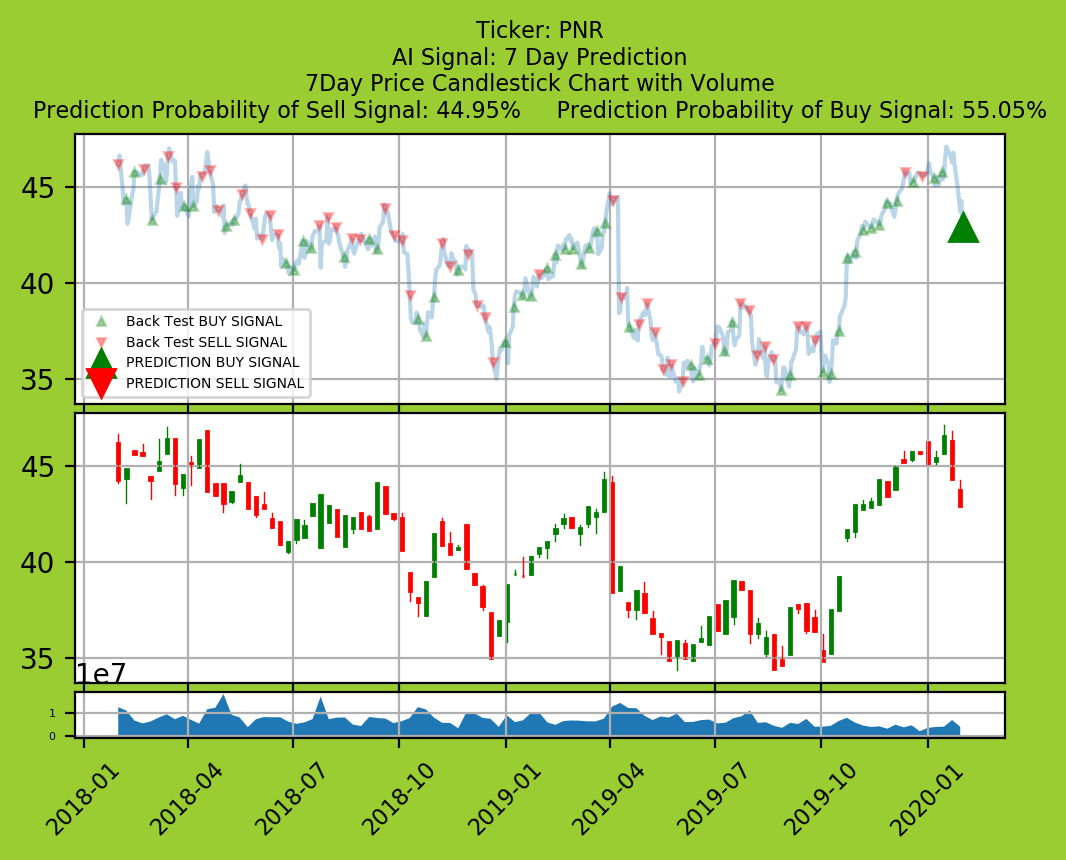 Ticker: PNR
AI Signal: 7 Day Prediction
7Day Price Candlestick Chart with Volume
Prediction Probability of Sell Signal: 44.95%     Prediction Probability of Buy Signal: 55.05%
45
40
35
Back Test BUY SIGNAL
Back Test SELL SIGNAL
PREDICTION BUY SIGNAL
PREDICTION SELL SIGNAL
45
40
35
1e7
1
0
2018-01
2018-04
2018-07
2018-10
2019-01
2019-04
2019-07
2019-10
2020-01